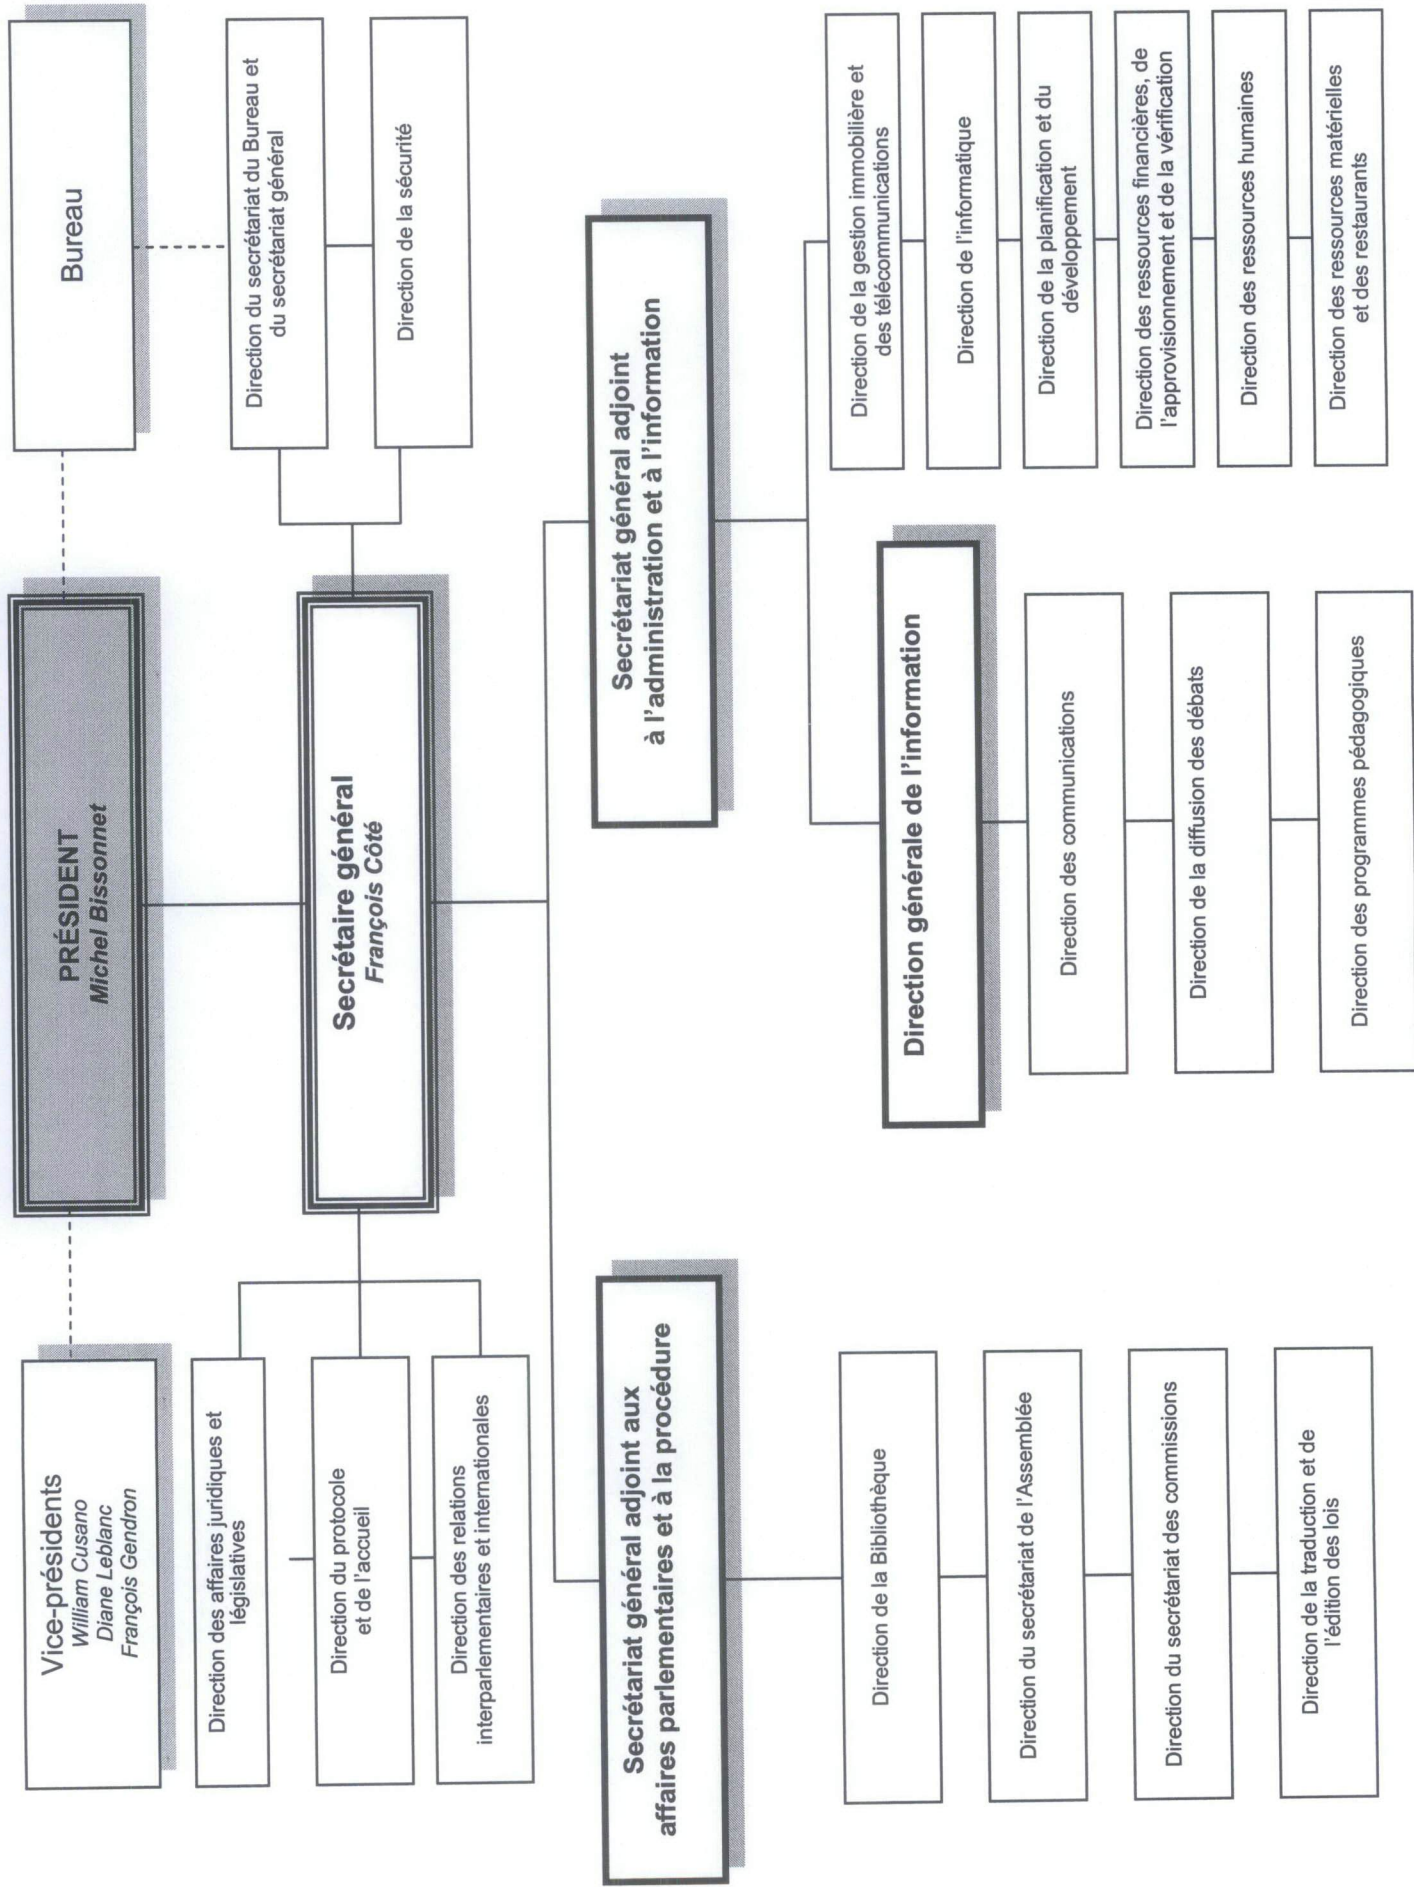 PRÉSIDENT
Michel Bissonnet
Vice-présidents
William Cusano
Diane Leblanc
François Gendron
Bureau
Secrétaire général
François Côté
Direction des affaires juridiques et
législatives
Direction du protocole
et de l'accueil
Direction des relations
interparlementaires et internationales
Direction du secrétariat du Bureau et
du secrétariat général
Direction de la sécurité
Secrétariat général adjoint aux
affaires parlementaires et à la procédure
Direction de la Bibliothèque
Direction du secrétariat de l'Assemblée
Direction du secrétariat des commissions
Direction de la traduction et de
l'édition des lois
Secrétariat général adjoint
à l'administration et à l'information
Direction générale de l'information
Direction des communications
Direction de la diffusion des débats
Direction des programmes pédagogiques
Direction de la gestion immobilière et
des télécommunications
Direction de l'informatique
Direction de la planification et du
développement
Direction des ressources financières, de
l'approvisionnement et de la vérification
Direction des ressources humaines
Direction des ressources matérielles
et des restaurants